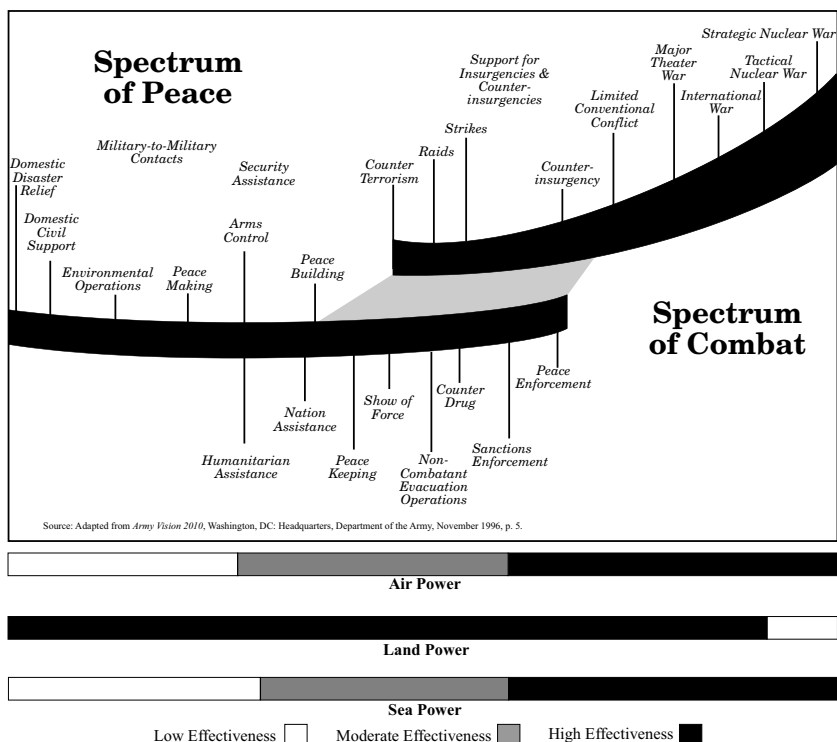 Spectrum
of Peace
Strategic Nuclear War
Major
Theater
War
Tactical
Nuclear War
Support for
Insurgencies &
Counter-
insurgencies
Limited
Conventional
Conflict
International
War
Strikes
Raids
Counter
Terrorism
Counter-
insurgency
Military-to-Military
Contacts
Security
Assistance
Domestic
Disaster
Relief
Domestic
Civil
Support
Arms
Control
Environmental
Operations
Peace
Making
Peace
Building
Spectrum
of Combat
Peace
Enforcement
Counter
Drug
Show of
Force
Nation
Assistance
Humanitarian
Assistance
Peace
Keeping
Non-
Combatant
Evacuation
Operations
Sanctions
Enforcement
Source: Adapted from Army Vision 2010, Washington, DC: Headquarters, Department of the Army, November 1996, p. 5.
Air Power
Land Power
Sea Power
Low Effectiveness
Moderate Effectiveness
High Effectiveness